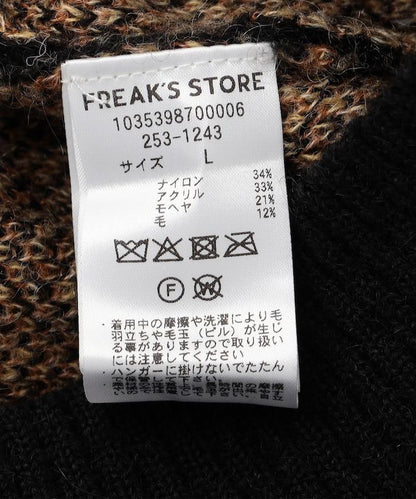 FREAK'S STORE
1035398700006
253-1243
サイズ L
ナイロン 34%
アクリル 33%
モヘヤ 21%
毛 12%
F W
・着用中の摩擦や洗濯により毛
羽立ちや毛玉(ピル)が生じ
る事がありますので取り扱い
には注意して下さい。
・ハンガーに掛けないでたたん